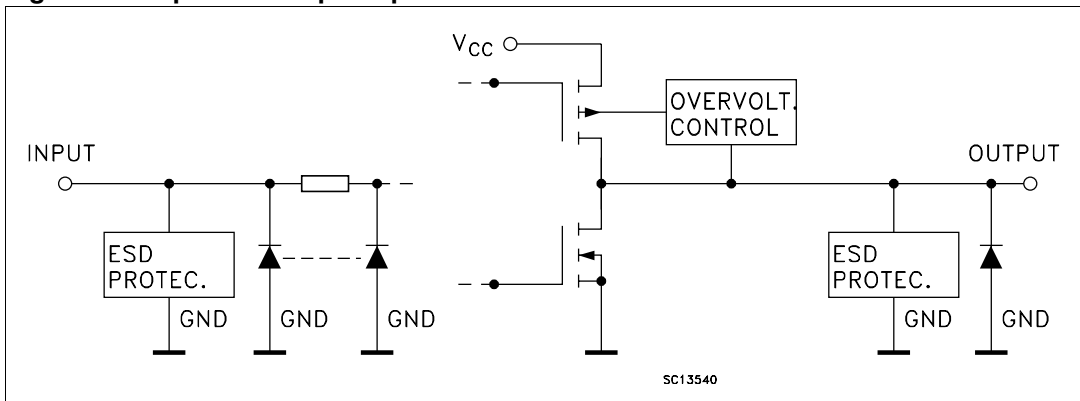 V_CC
OVERVOLT.
CONTROL
INPUT
OUTPUT
ESD
PROTEC.
ESD
PROTEC.
GND
GND
GND
GND
GND
SC13540